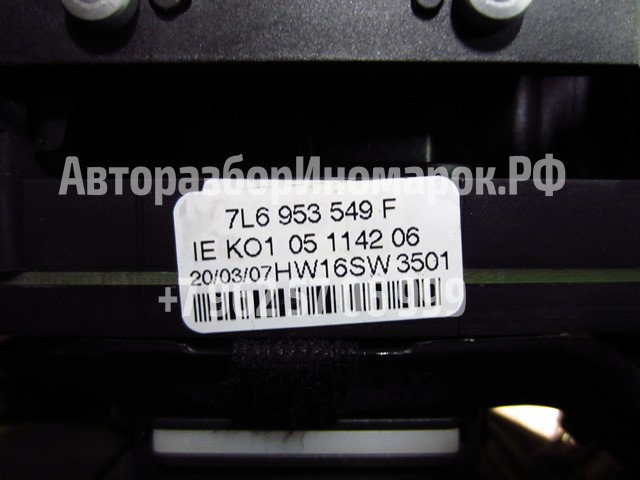 АвторазборИномарок.РФ
7L6 953 549 F
IE KO1 05 1142 06
20/03/07HW16SW 3501